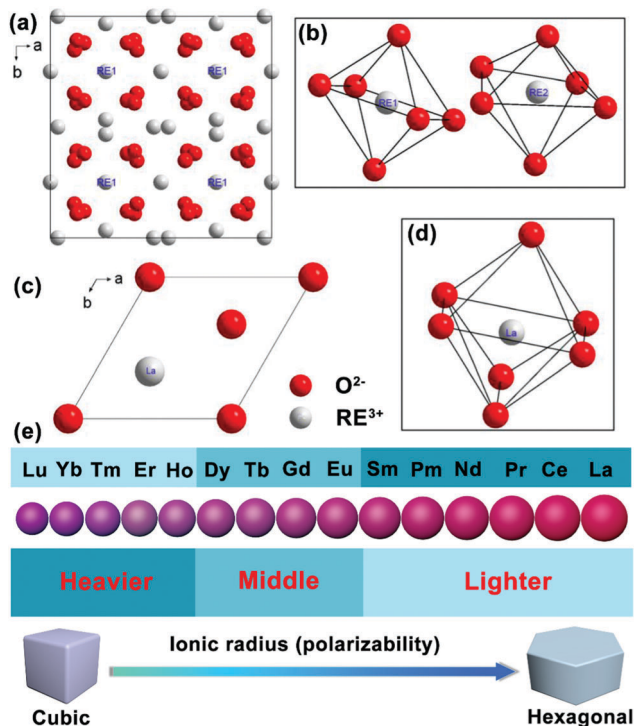 (a)
a
b
RE1 RE1
RE1 RE1
(b)
RE1
RE2
(c)
a
b
La
O²⁻
RE³⁺
(d)
La
(e)
Lu Yb Tm Er Ho Dy Tb Gd Eu Sm Pm Nd Pr Ce La
Heavier Middle Lighter
Ionic radius (polarizability)
Cubic Hexagonal